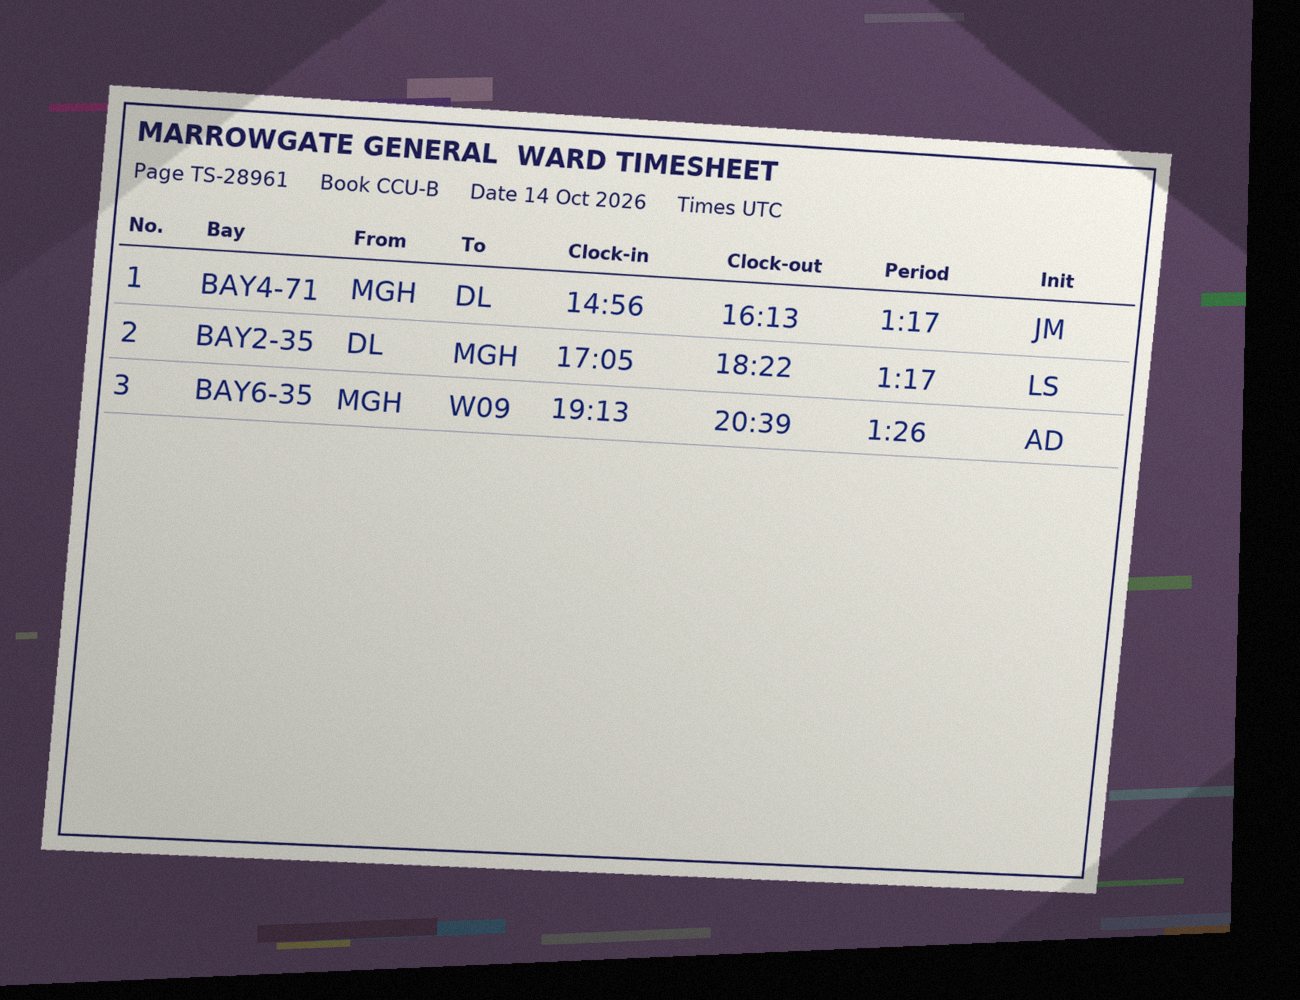 MARROWGATE GENERAL WARD TIMESHEET
Page TS-28961 Book CCU-B Date 14 Oct 2026 Times UTC
No. Bay From To Clock-in Clock-out Period Init
1 BAY4-71 MGH DL 14:56 16:13 1:17 JM
2 BAY2-35 DL MGH 17:05 18:22 1:17 LS
3 BAY6-35 MGH W09 19:13 20:39 1:26 AD